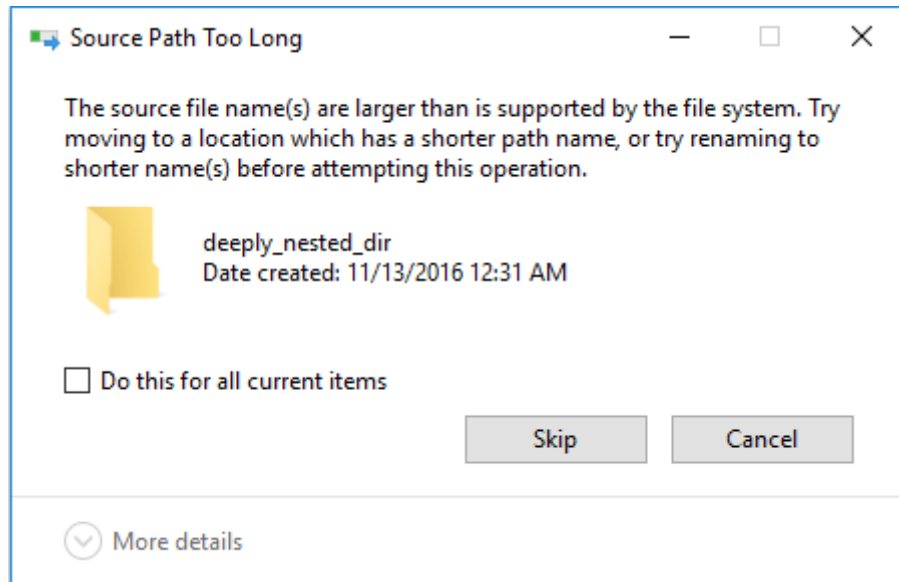 Source Path Too Long
The source file name(s) are larger than is supported by the file system. Try
moving to a location which has a shorter path name, or try renaming to
shorter name(s) before attempting this operation.
deeply_nested_dir
Date created: 11/13/2016 12:31 AM
Do this for all current items
Skip
Cancel
More details